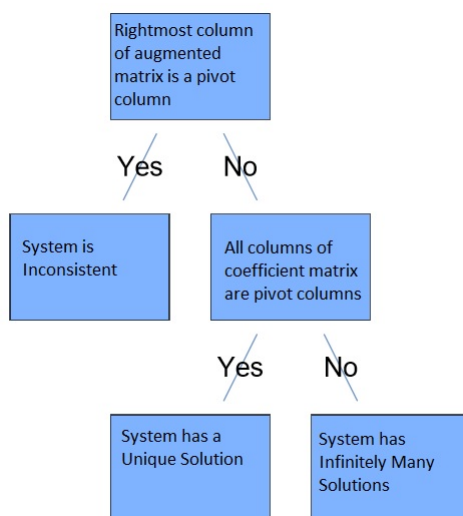 Rightmost column
of augmented
matrix is a pivot
column
Yes
No
System is
Inconsistent
All columns of
coefficient matrix
are pivot columns
Yes
No
System has a
Unique Solution
System has
Infinitely Many
Solutions